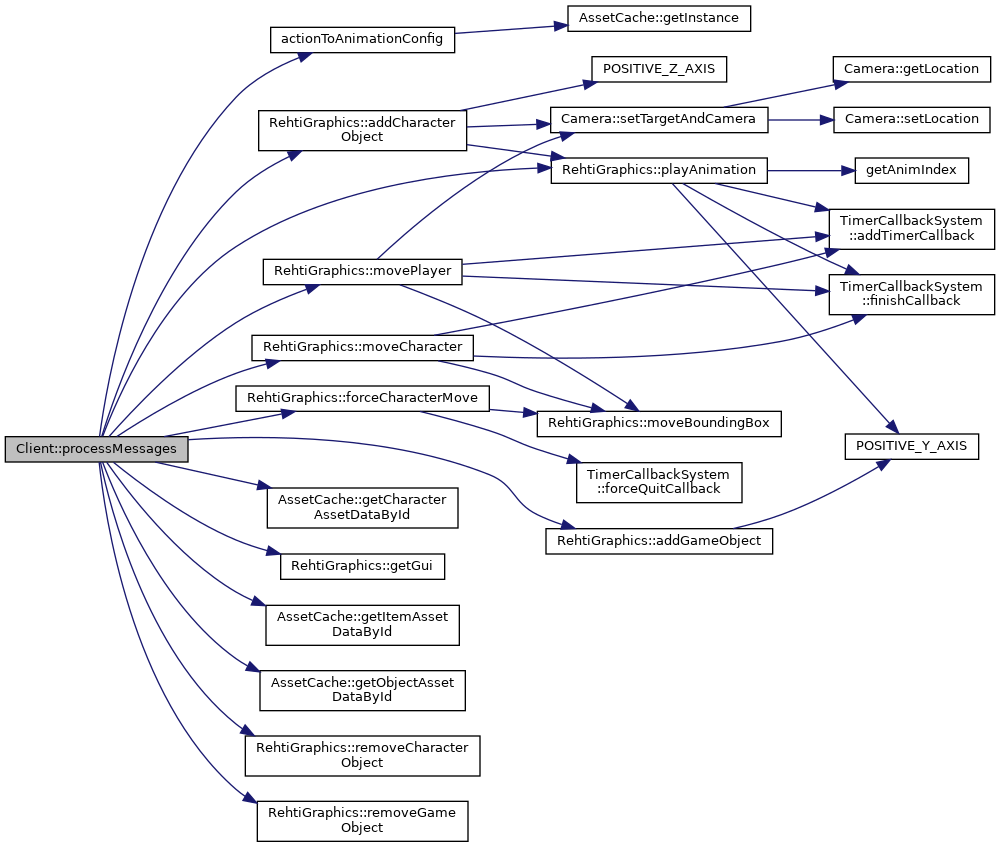 Client::processMessages
actionToAnimationConfig
RehtiGraphics::addCharacter
Object
RehtiGraphics::movePlayer
RehtiGraphics::moveCharacter
RehtiGraphics::forceCharacterMove
AssetCache::getCharacter
AssetDataById
RehtiGraphics::getGui
AssetCache::getItemAsset
DataById
AssetCache::getObjectAsset
DataById
RehtiGraphics::removeCharacter
Object
RehtiGraphics::removeGame
Object
AssetCache::getInstance
POSITIVE_Z_AXIS
Camera::setTargetAndCamera
RehtiGraphics::playAnimation
RehtiGraphics::moveBoundingBox
TimerCallbackSystem
::forceQuitCallback
RehtiGraphics::addGameObject
Camera::getLocation
Camera::setLocation
getAnimIndex
TimerCallbackSystem
::addTimerCallback
TimerCallbackSystem
::finishCallback
POSITIVE_Y_AXIS